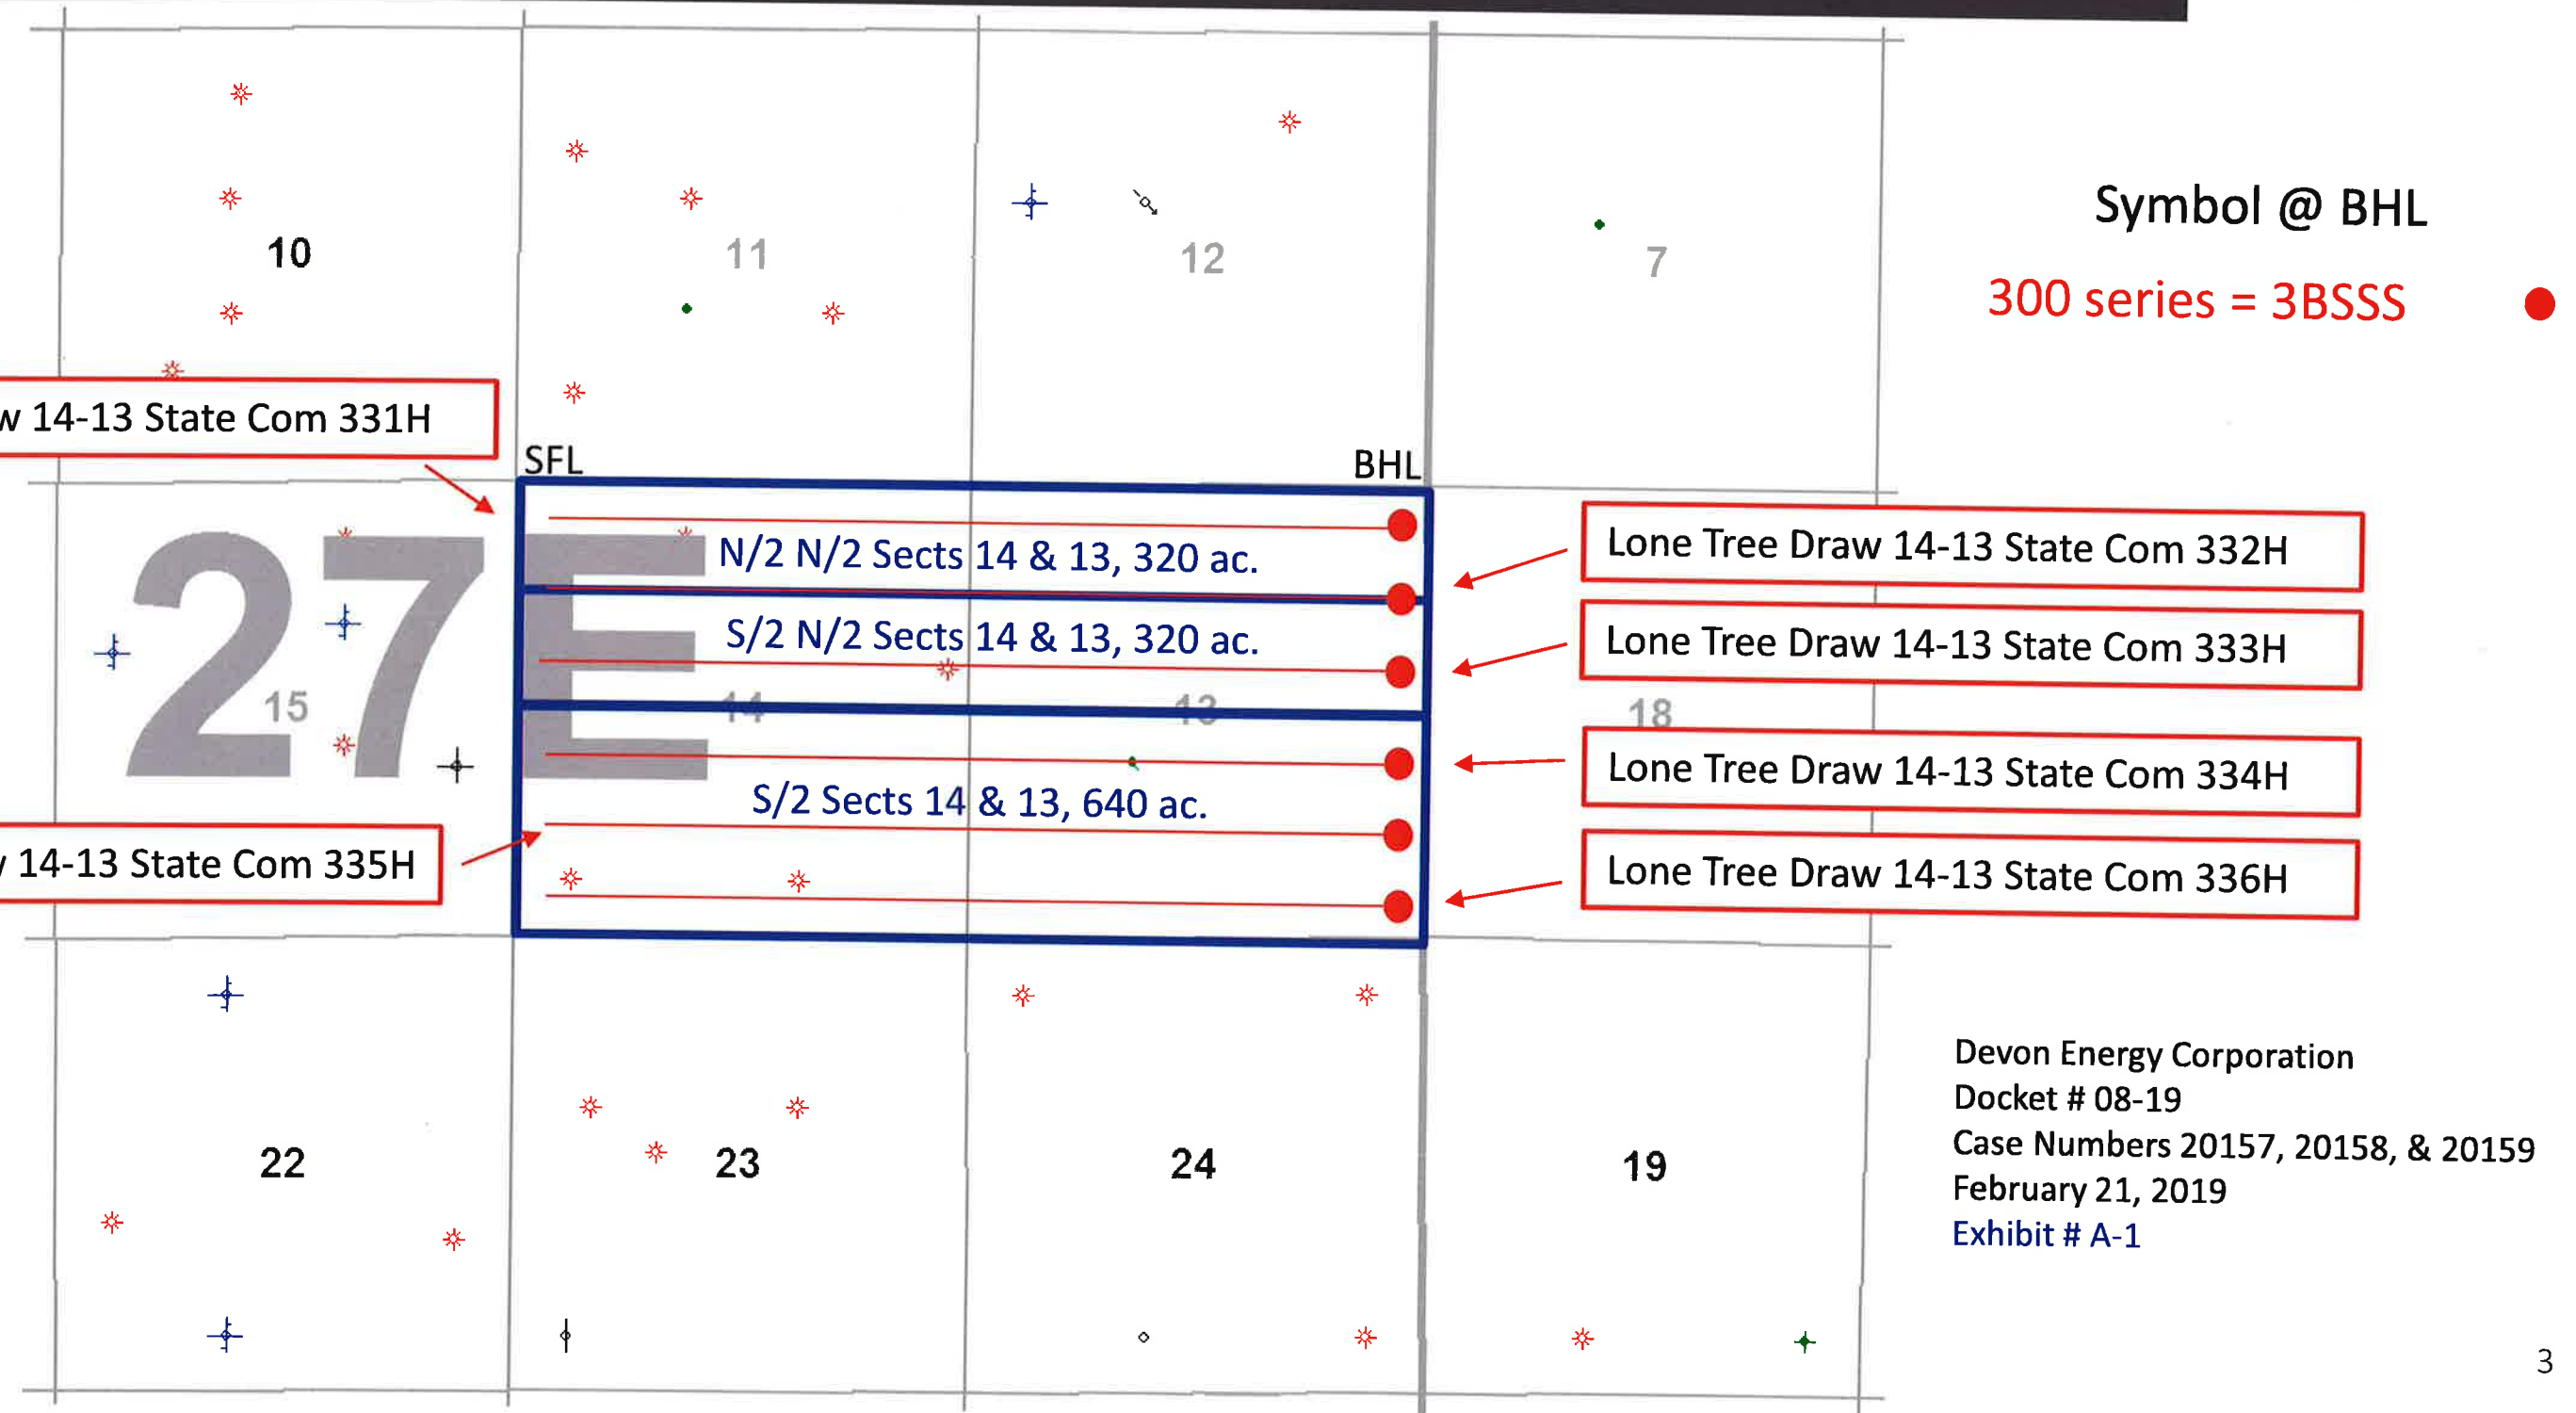 10
11
12
7
Symbol @ BHL
300 series = 3BSSS
14-13 State Com 331H
SFL
BHL
27E
N/2 N/2 Sects 14 & 13, 320 ac.
Lone Tree Draw 14-13 State Com 332H
S/2 N/2 Sects 14 & 13, 320 ac.
Lone Tree Draw 14-13 State Com 333H
15
14
13
18
Lone Tree Draw 14-13 State Com 334H
S/2 Sects 14 & 13, 640 ac.
14-13 State Com 335H
Lone Tree Draw 14-13 State Com 336H
22
23
24
19
Devon Energy Corporation
Docket # 08-19
Case Numbers 20157, 20158, & 20159
February 21, 2019
Exhibit # A-1
3